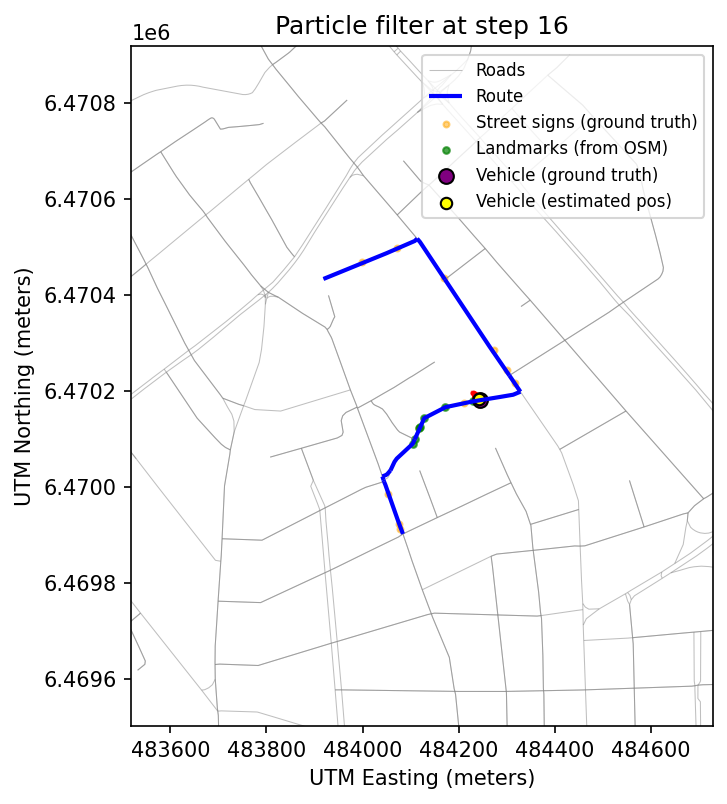 Particle filter at step 16
1e6
Roads
Route
Street signs (ground truth)
Landmarks (from OSM)
Vehicle (ground truth)
Vehicle (estimated pos)
6.4708
6.4706
6.4704
6.4702
6.4700
6.4698
6.4696
UTM Northing (meters)
483600 483800 484000 484200 484400 484600
UTM Easting (meters)